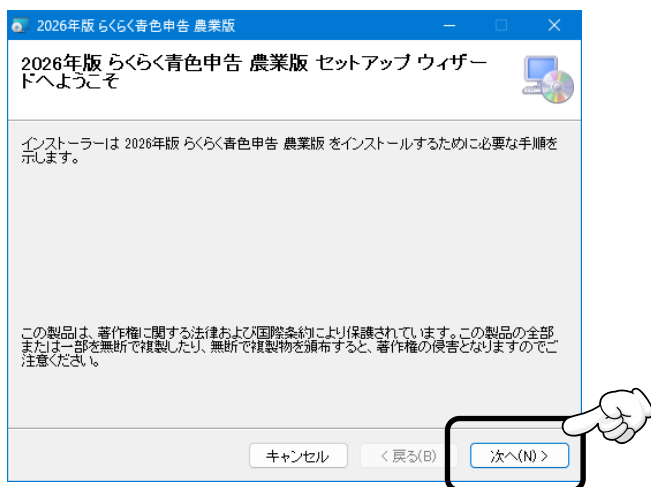 2026年版 らくらく青色申告 農業版
2026年版 らくらく青色申告 農業版 セットアップ ウィザー
ドへようこそ
インストーラーは 2026年版 らくらく青色申告 農業版 をインストールするために必要な手順を
示します。
この製品は、著作権に関する法律および国際条約により保護されています。この製品の全部
または一部を無断で複製したり、無断で複製物を頒布すると、著作権の侵害となりますのでご
注意ください。
キャンセル < 戻る(B) 次へ(N) >